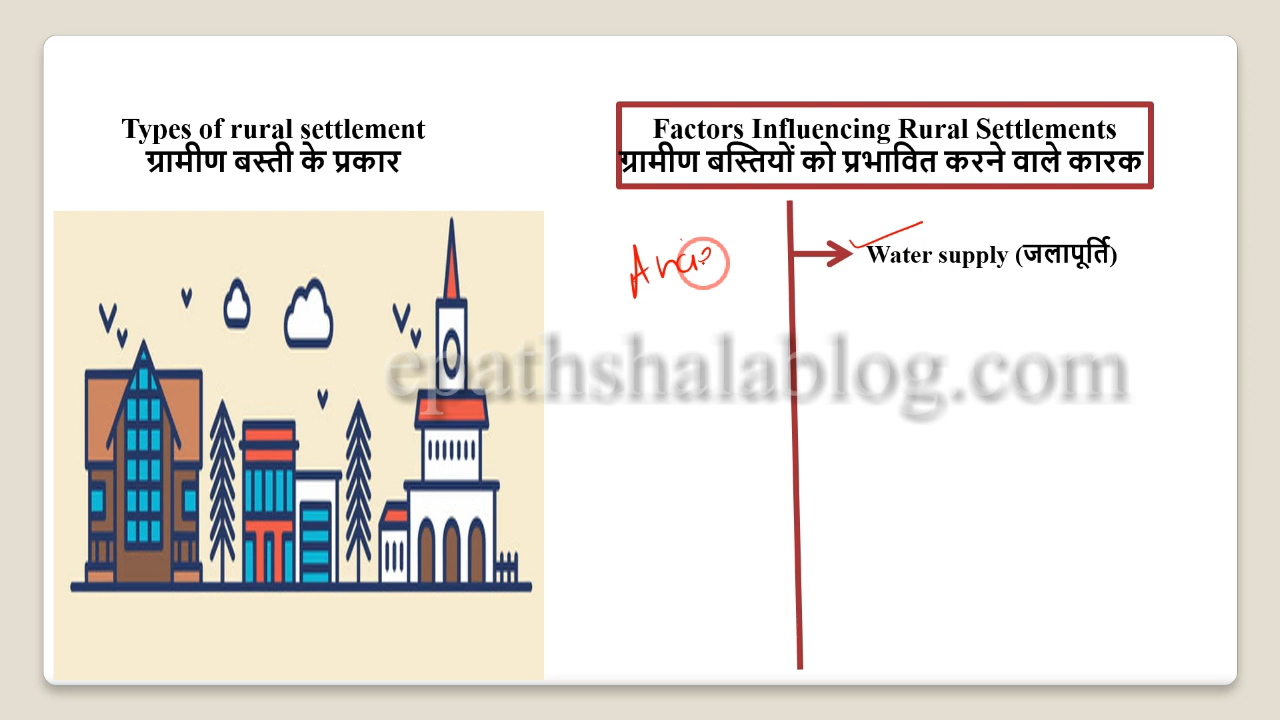 Types of rural settlement
ग्रामीण बस्ती के प्रकार
Factors Influencing Rural Settlements
ग्रामीण बस्तियों को प्रभावित करने वाले कारक
Water supply (जलापूर्ति)
epathshalablog.com